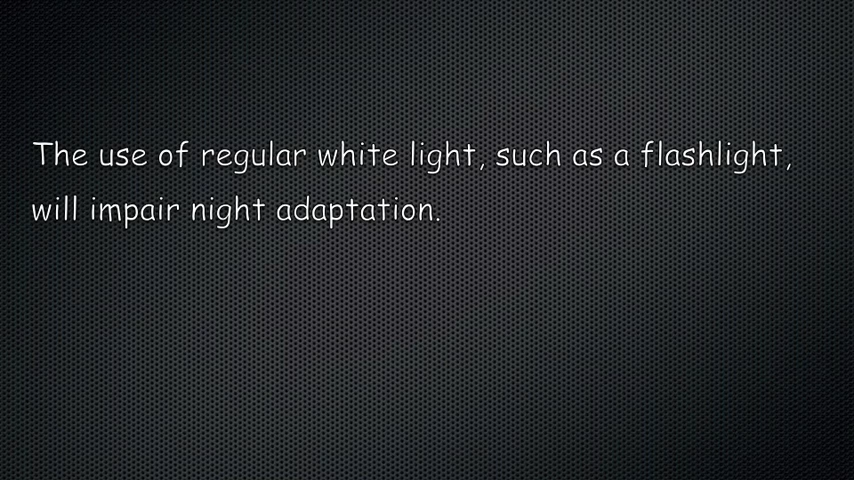 The use of regular white light, such as a flashlight,
will impair night adaptation.